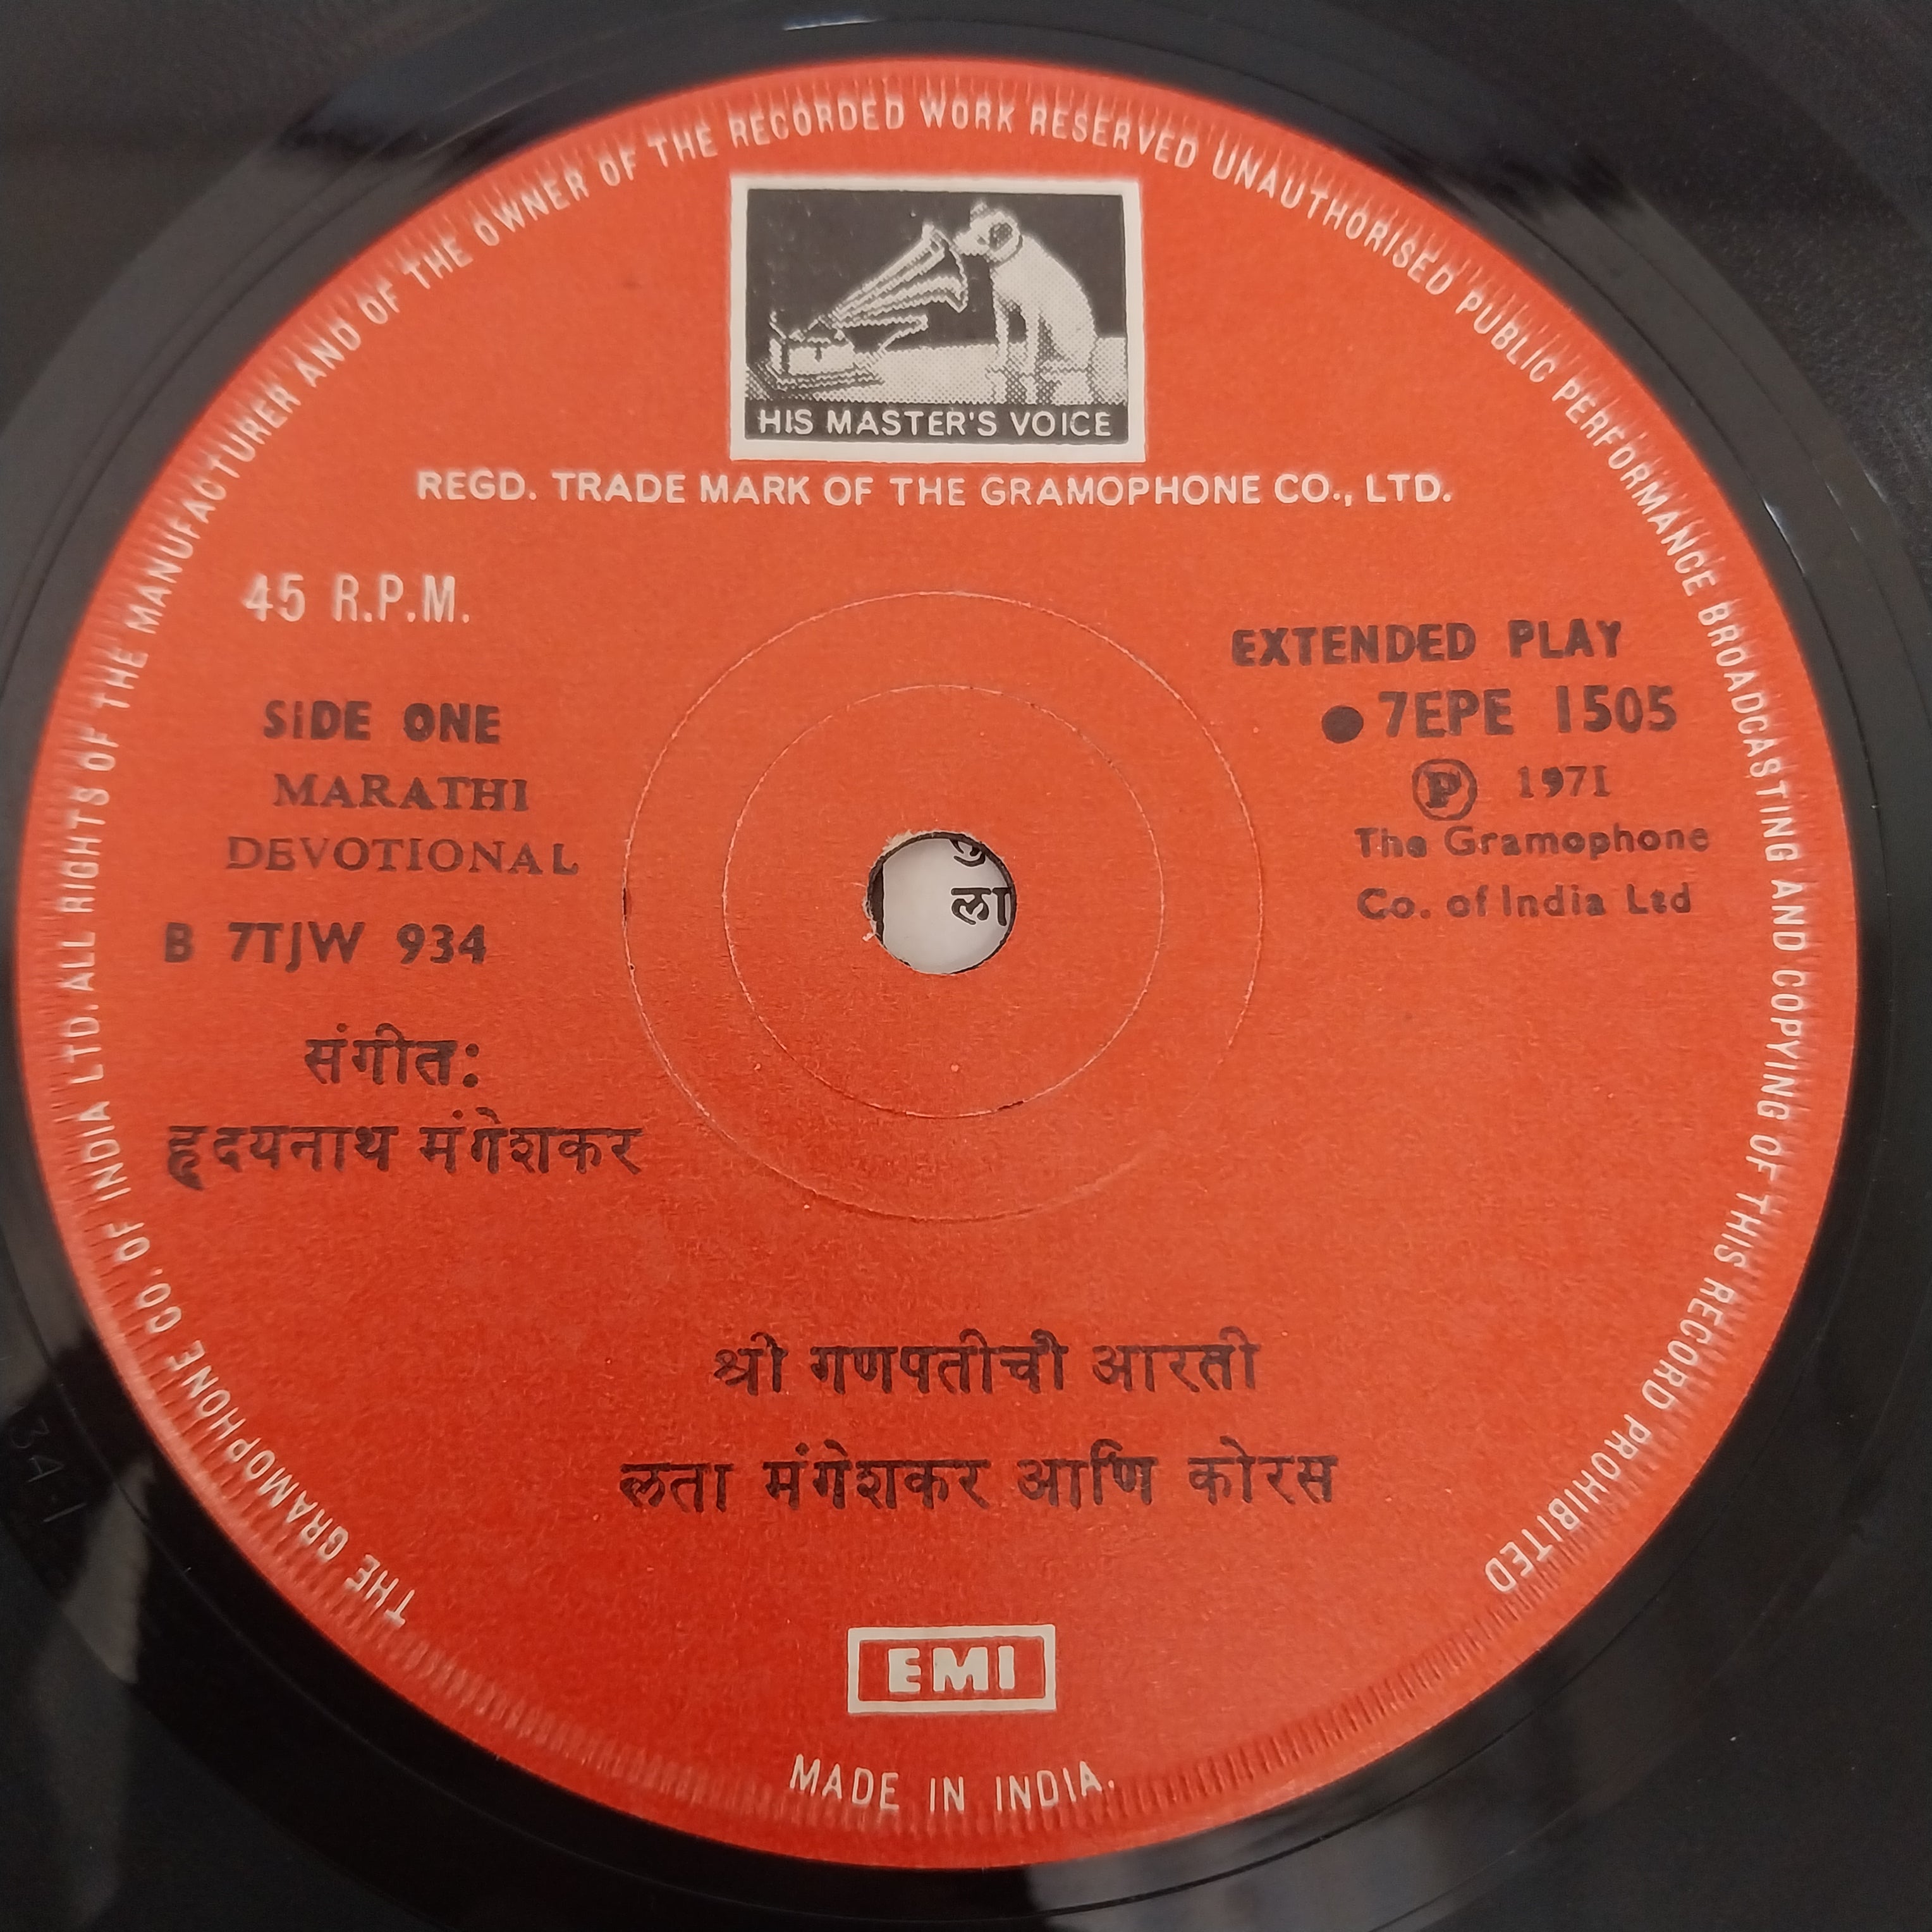 THE GRAMOPHONE CO. OF INDIA LTD. ALL RIGHTS OF THE MANUFACTURER AND OF THE OWNER OF THE RECORDED WORK RESERVED UNAUTHORISED PUBLIC PERFORMANCE BROADCASTING AND COPYING OF THIS RECORD PROHIBITED
HIS MASTER'S VOICE
REGD. TRADE MARK OF THE GRAMOPHONE CO., LTD.
45 R.P.M.
SIDE ONE
MARATHI
DEVOTIONAL
B 7TJW 934
EXTENDED PLAY
●7EPE 1505
Ⓟ 1971
The Gramophone
Co. of India Ltd
ला
संगीत:
हृदयनाथ मंगेशकर
श्री गणपतीची आरती
लता मंगेशकर आणि कोरस
EMI
MADE IN INDIA.